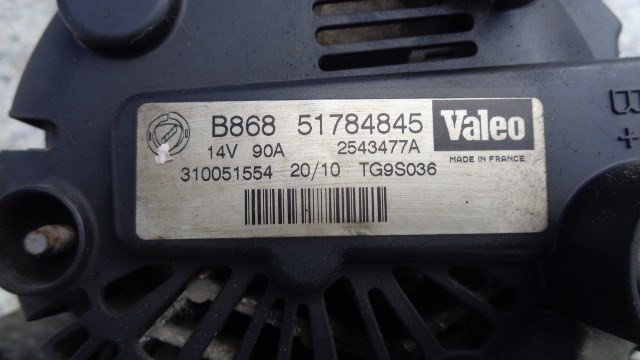 B868 51784845 Valeo
14V 90A 2543477A MADE IN FRANCE
310051554 20/10 TG9S036
+